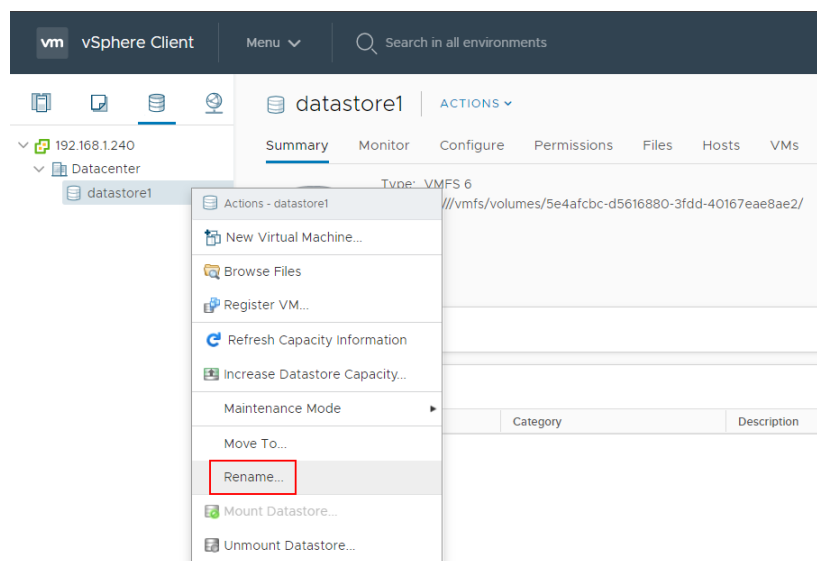 vm vSphere Client Menu Search in all environments
datastore1 ACTIONS
192.168.1.240
Summary Monitor Configure Permissions Files Hosts VMs
Datacenter
Type: VMFS 6
datastore1
Actions - datastore1
///vmfs/volumes/5e4afcbc-d5616880-3fdd-40167eae8ae2/
New Virtual Machine...
Browse Files
Register VM...
Refresh Capacity Information
Increase Datastore Capacity...
Maintenance Mode
Category Description
Move To...
Rename...
Mount Datastore...
Unmount Datastore...